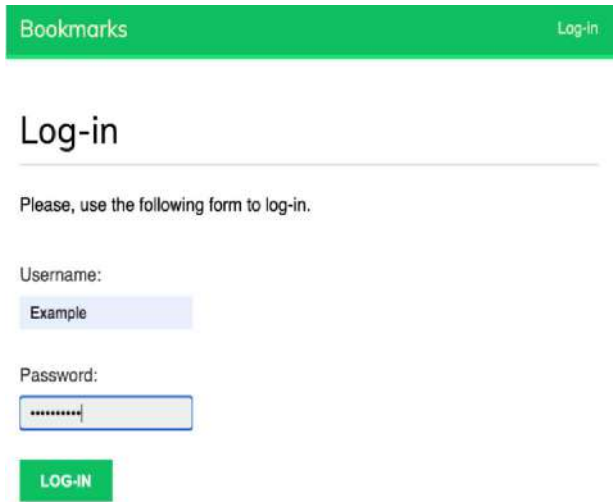 Bookmarks
Log-in
Log-in
Please, use the following form to log-in.
Username:
Example
Password:
••••••••••
LOG-IN